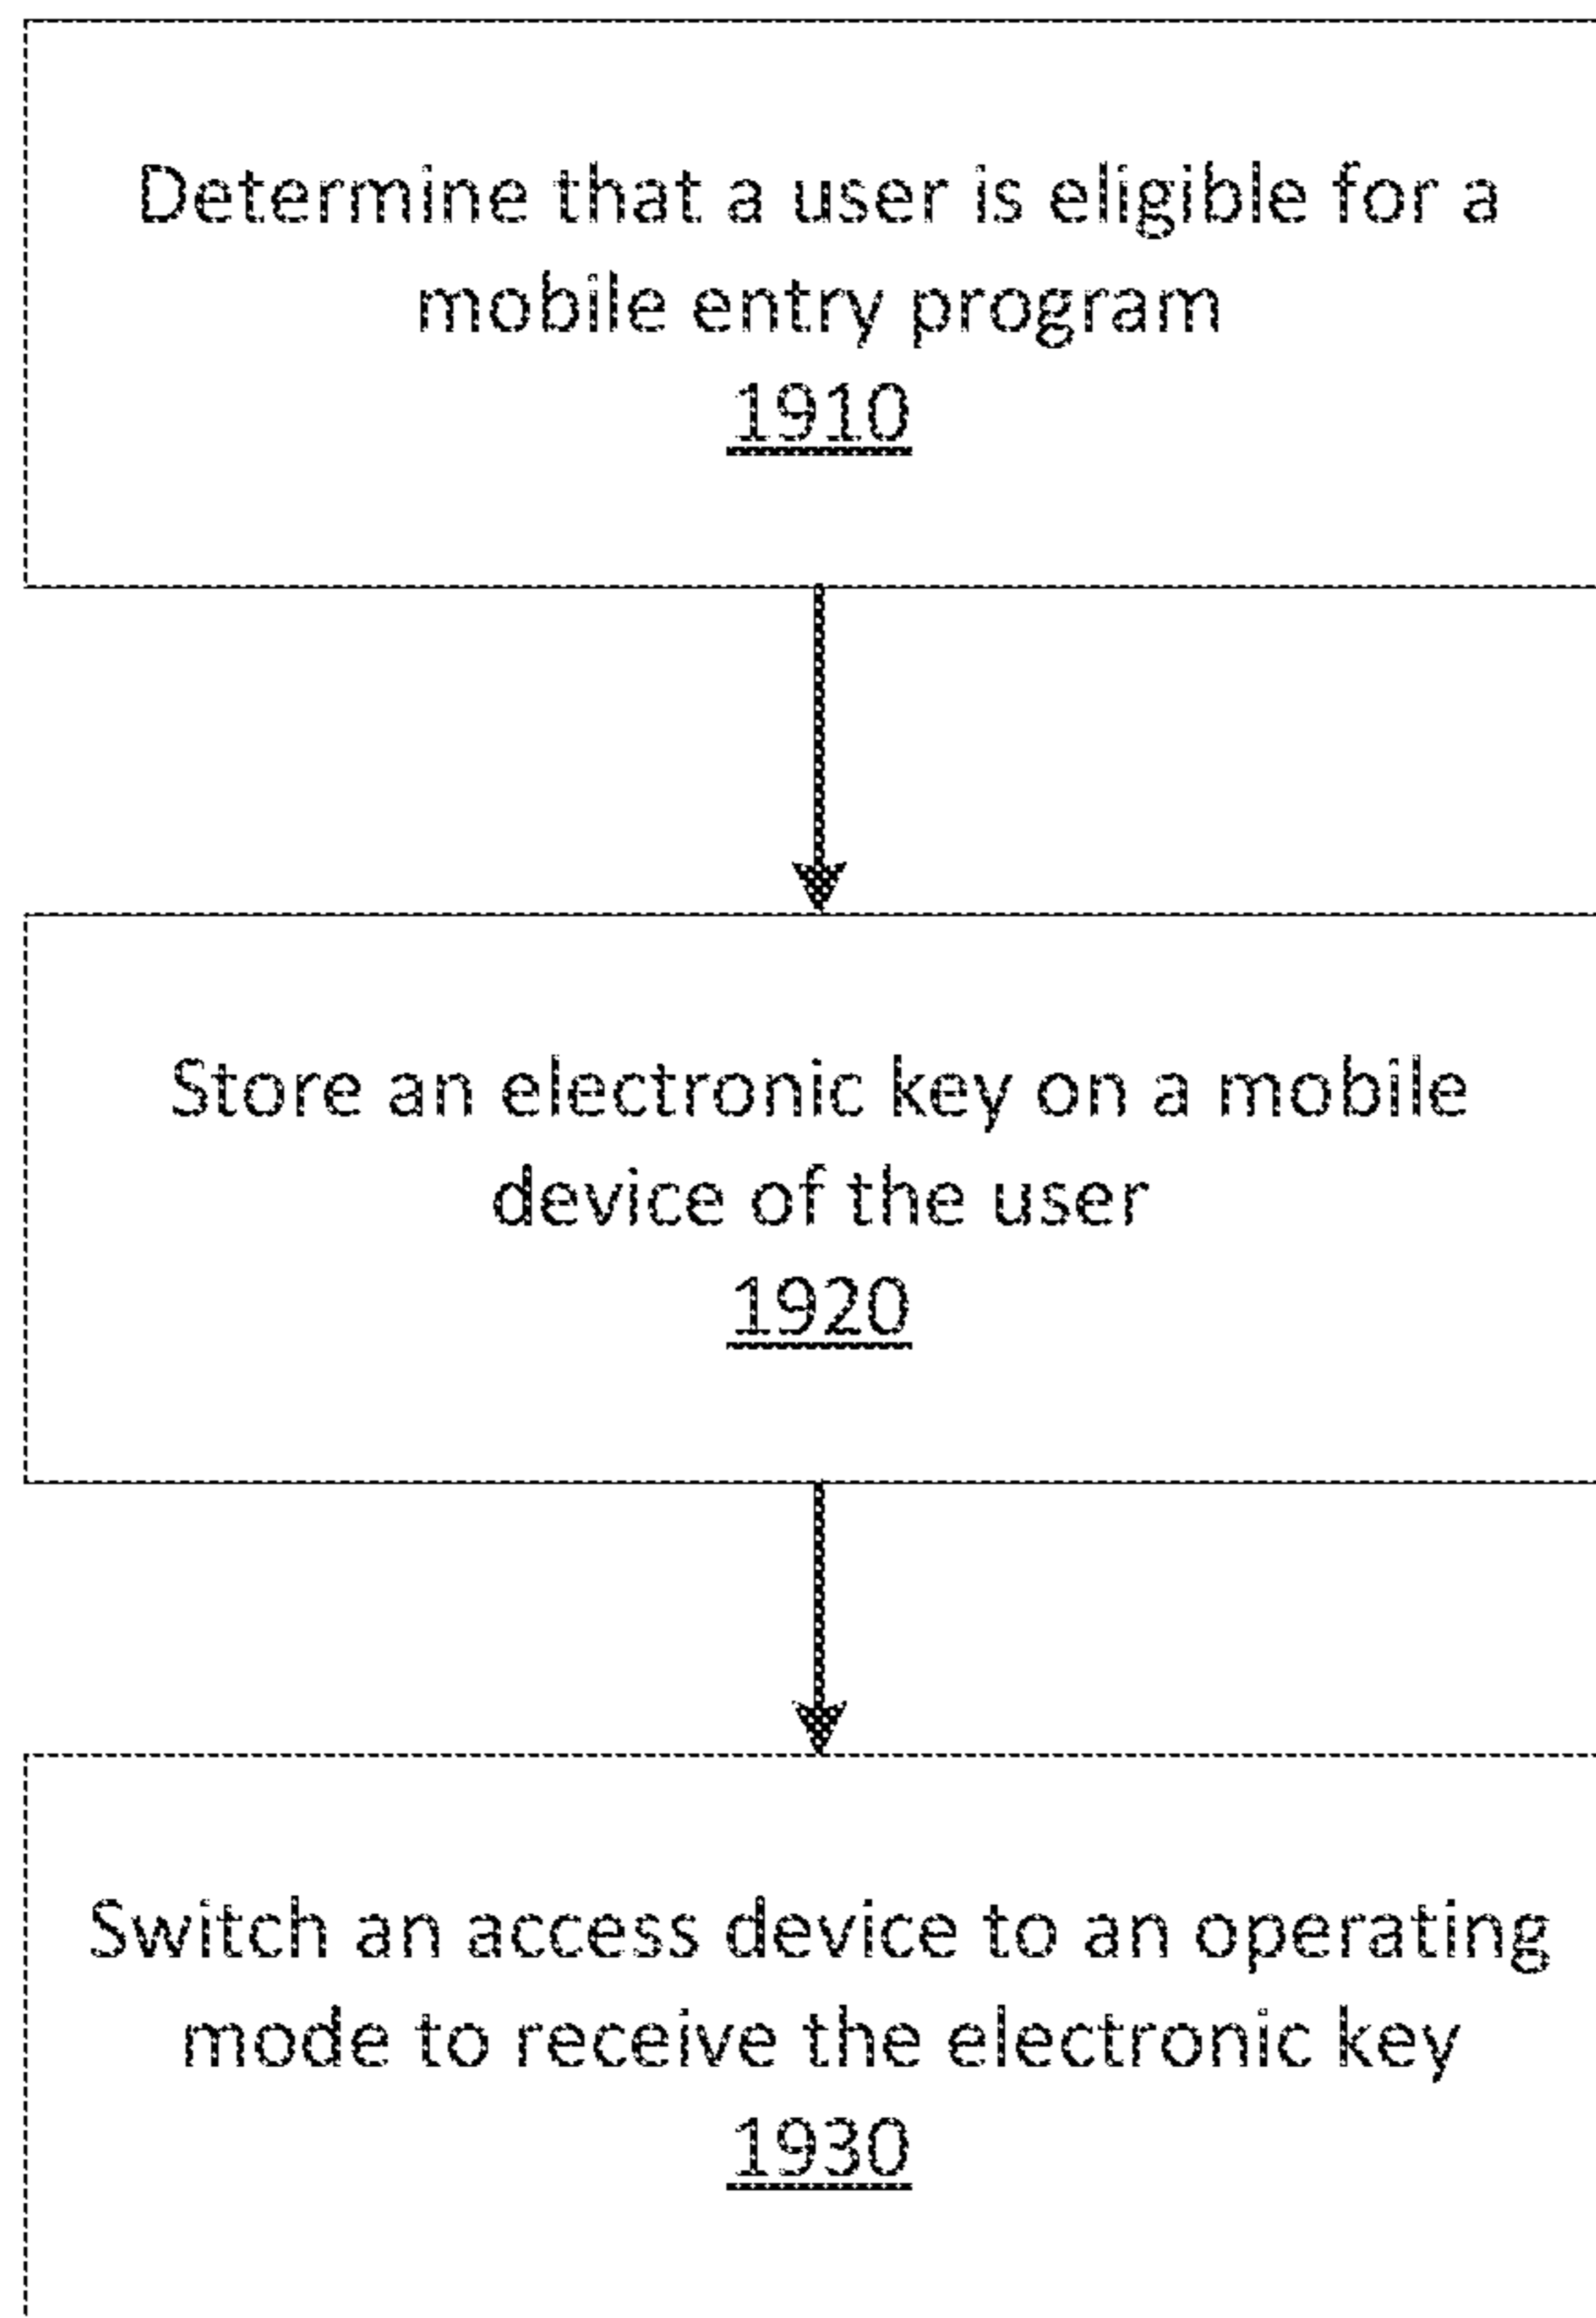 Determine that a user is eligible for a
mobile entry program
1910
Store an electronic key on a mobile
device of the user
1920
Switch an access device to an operating
mode to receive the electronic key
1930